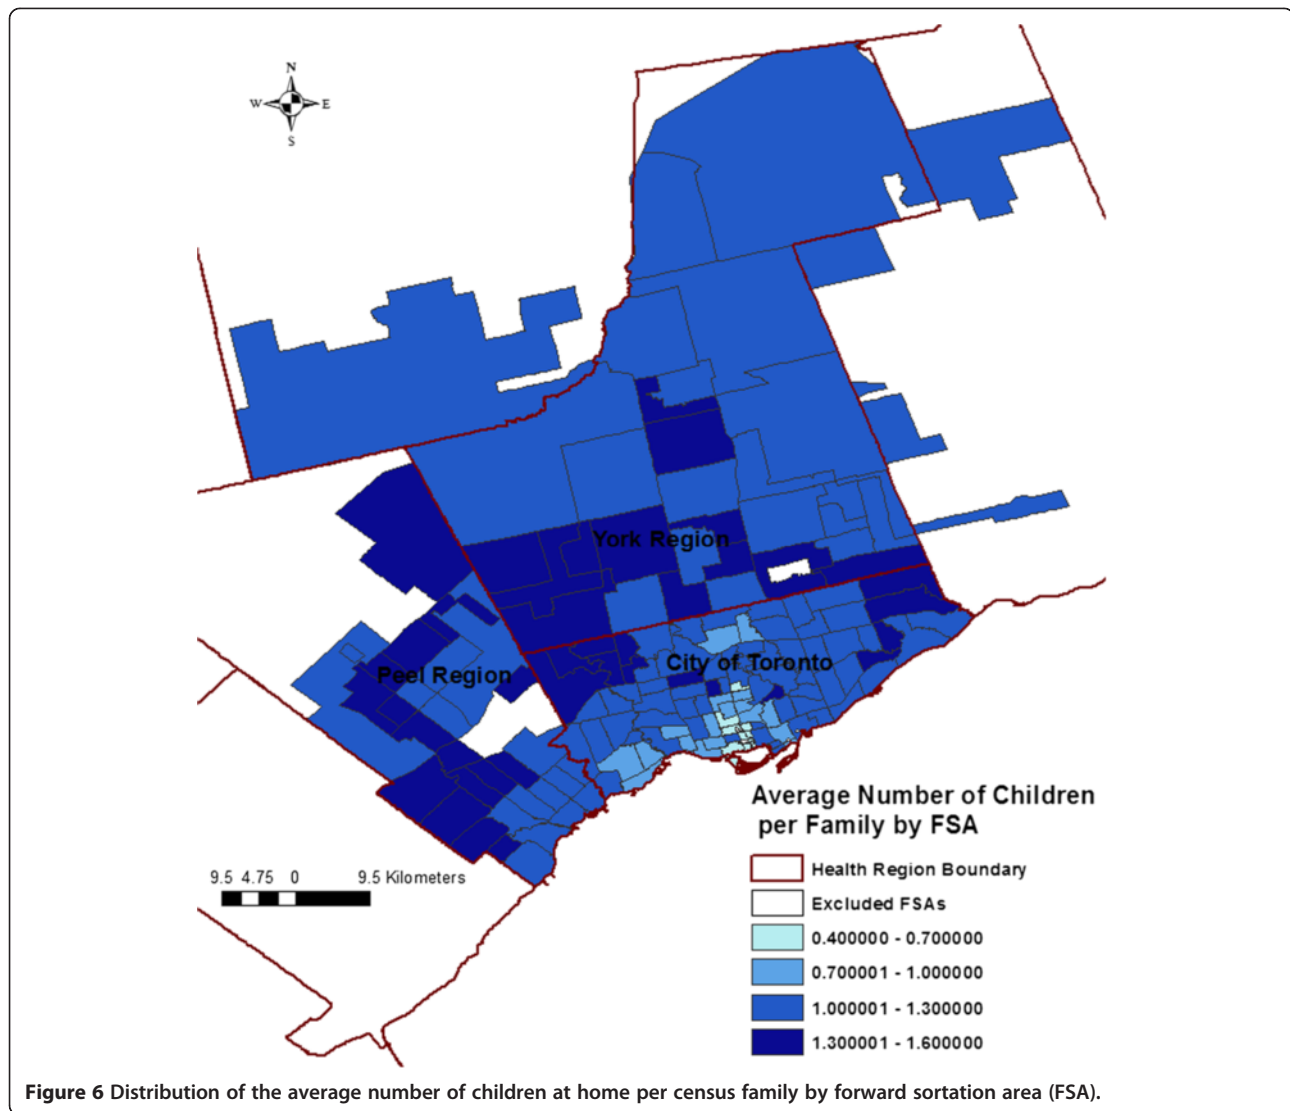 N
W E
S
York Region
City of Toronto
Peel Region
Average Number of Children
per Family by FSA
Health Region Boundary
Excluded FSAs
0.400000 - 0.700000
0.700001 - 1.000000
1.000001 - 1.300000
1.300001 - 1.600000
9.5 4.75 0 9.5 Kilometers
Figure 6 Distribution of the average number of children at home per census family by forward sortation area (FSA).